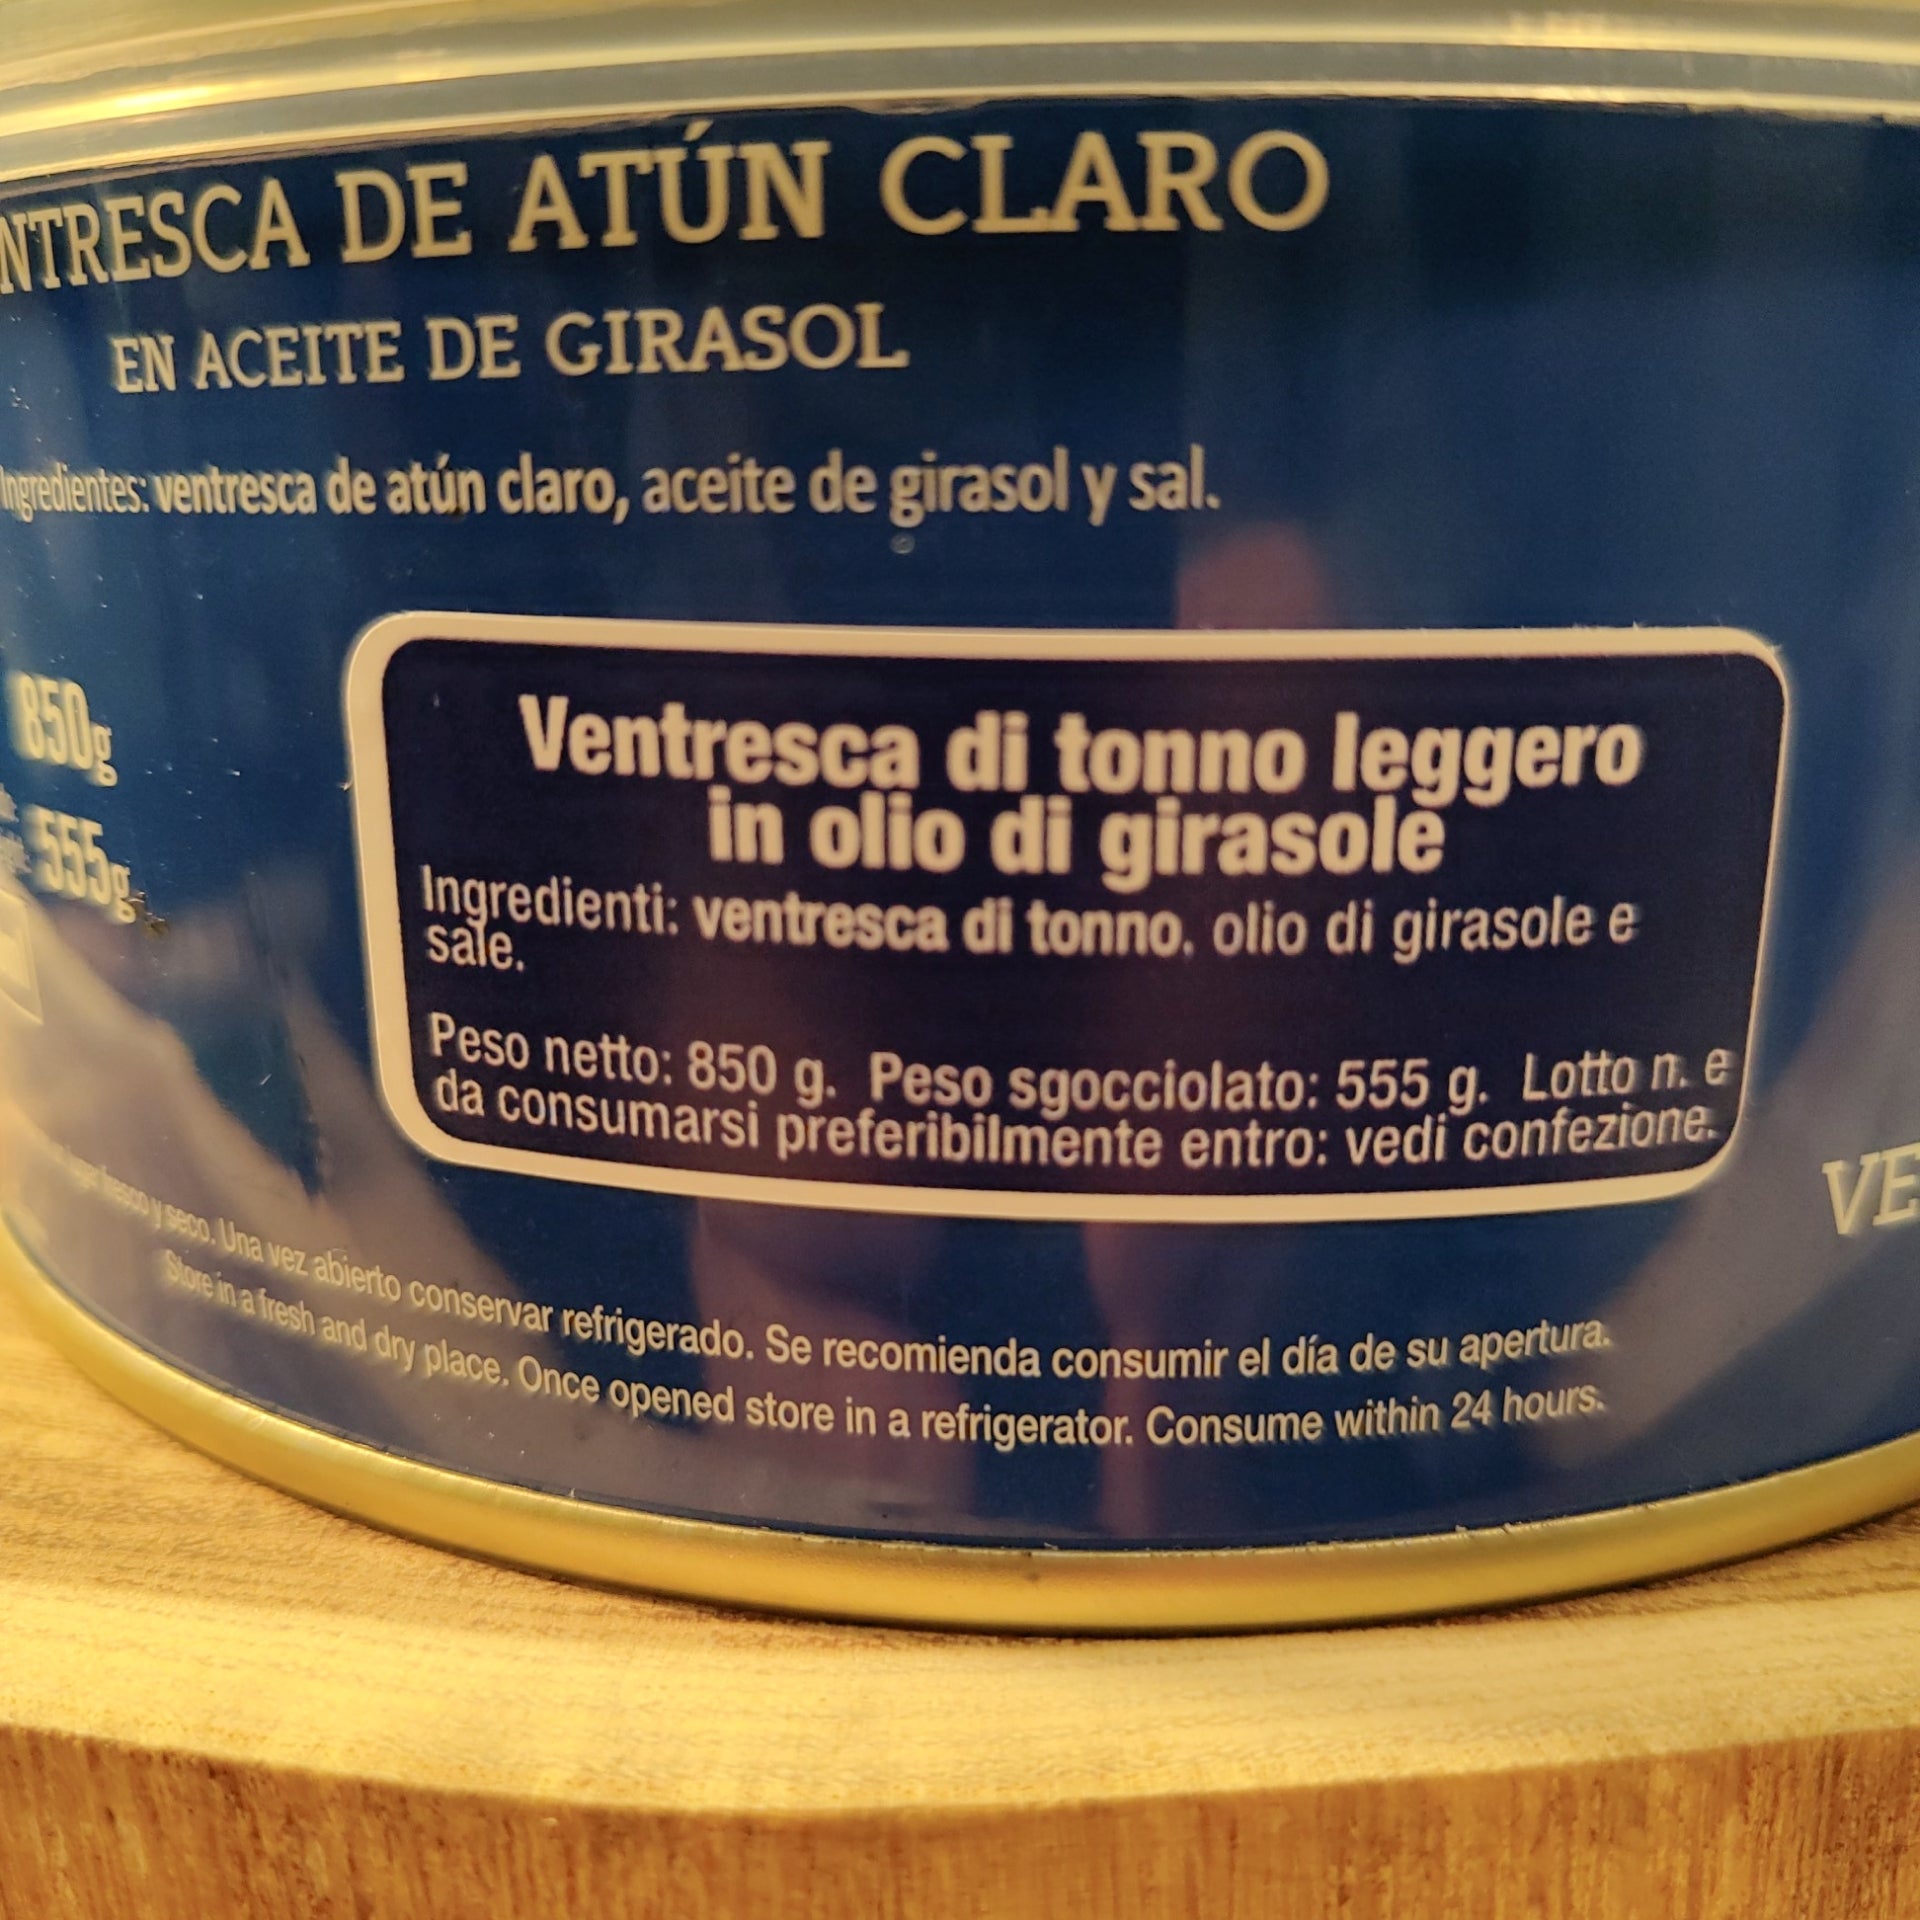 NTRESCA DE ATÚN CLARO
EN ACEITE DE GIRASOL
Ingredientes: ventresca de atún claro, aceite de girasol y sal.
850g
555g
Ventresca di tonno leggero
in olio di girasole
Ingredienti: ventresca di tonno, olio di girasole e
sale.
Peso netto: 850 g. Peso sgocciolato: 555 g. Lotto n. e
da consumarsi preferibilmente entro: vedi confezione.
VE
fresco y seco. Una vez abierto conservar refrigerado. Se recomienda consumir el día de su apertura.
Store in a fresh and dry place. Once opened store in a refrigerator. Consume within 24 hours.